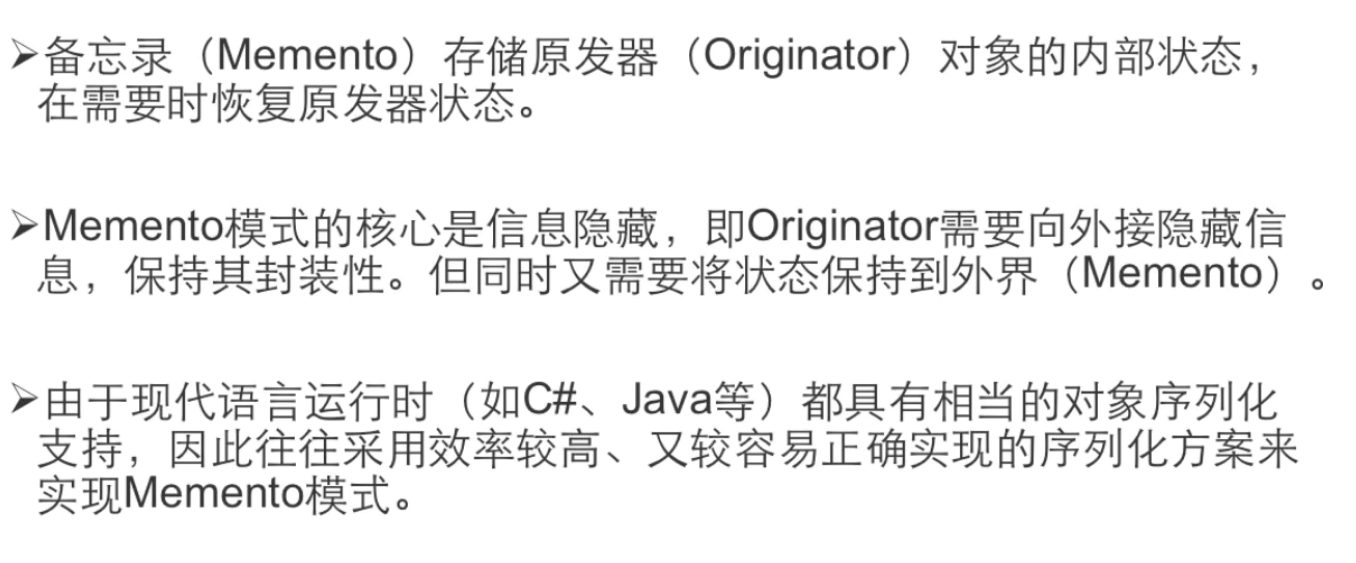 ➢备忘录（Memento）存储原发器（Originator）对象的内部状态，
在需要时恢复原发器状态。
➢Memento模式的核心是信息隐藏，即Originator需要向外接隐藏信
息，保持其封装性。但同时又需要将状态保持到外界（Memento）。
➢由于现代语言运行时（如C#、Java等）都具有相当的对象序列化
支持，因此往往采用效率较高、又较容易正确实现的序列化方案来
实现Memento模式。